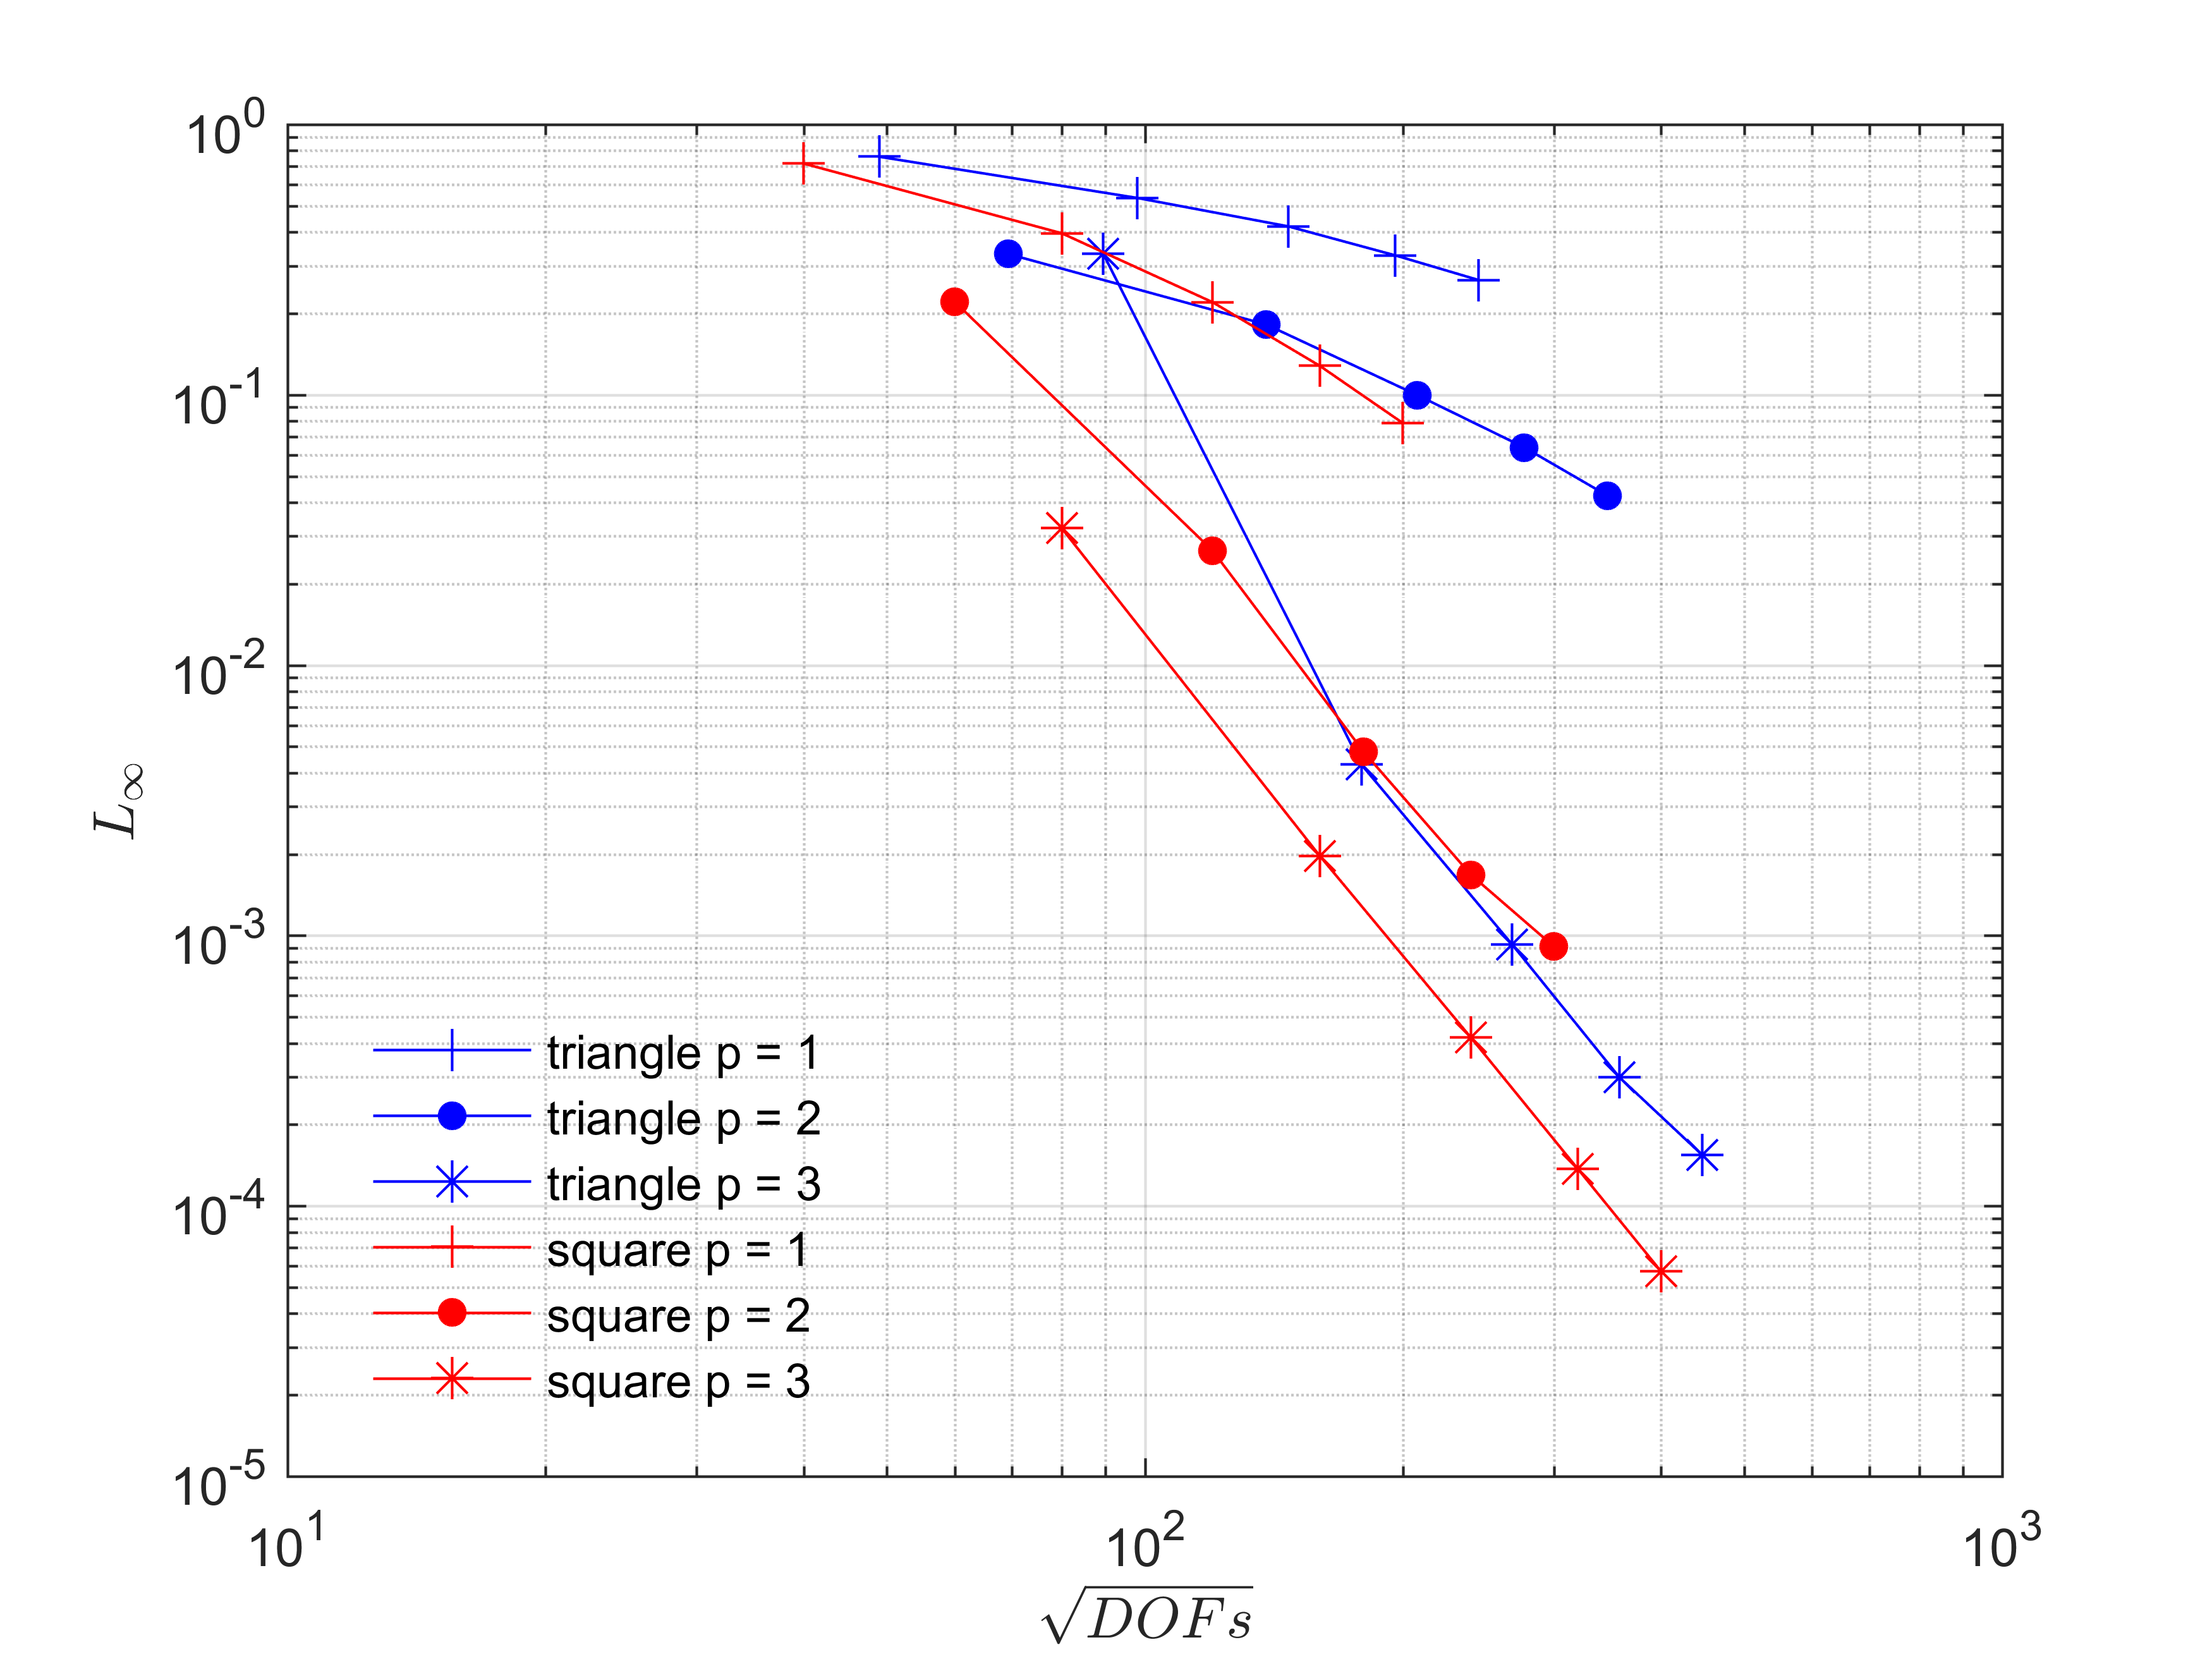 10^0
10^-1
10^-2
10^-3
10^-4
10^-5
L∞
triangle p = 1
triangle p = 2
triangle p = 3
square p = 1
square p = 2
square p = 3
10^1 10^2 10^3
√DOFs